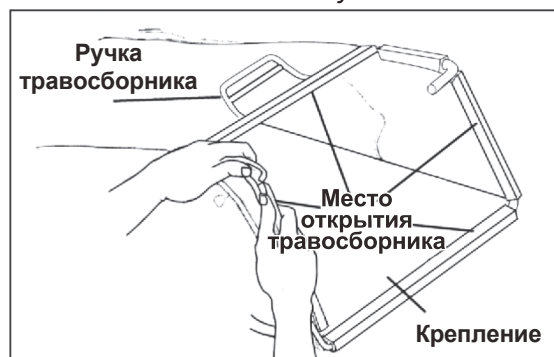 Ручка
травосборника
Место
открытия
травосборника
Крепление